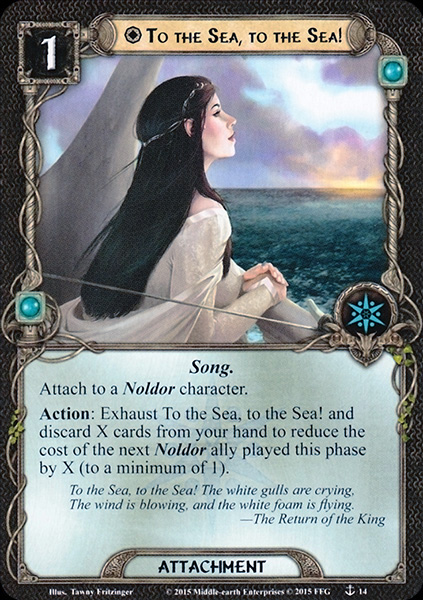 1
To the Sea, to the Sea!
Song.
Attach to a Noldor character.
Action: Exhaust To the Sea, to the Sea! and
discard X cards from your hand to reduce the
cost of the next Noldor ally played this phase
by X (to a minimum of 1).
To the Sea, to the Sea! The white gulls are crying,
The wind is blowing, and the white foam is flying.
—The Return of the King
ATTACHMENT
Illus. Tawny Fritzinger © 2015 Middle-earth Enterprises © 2015 FFG 14